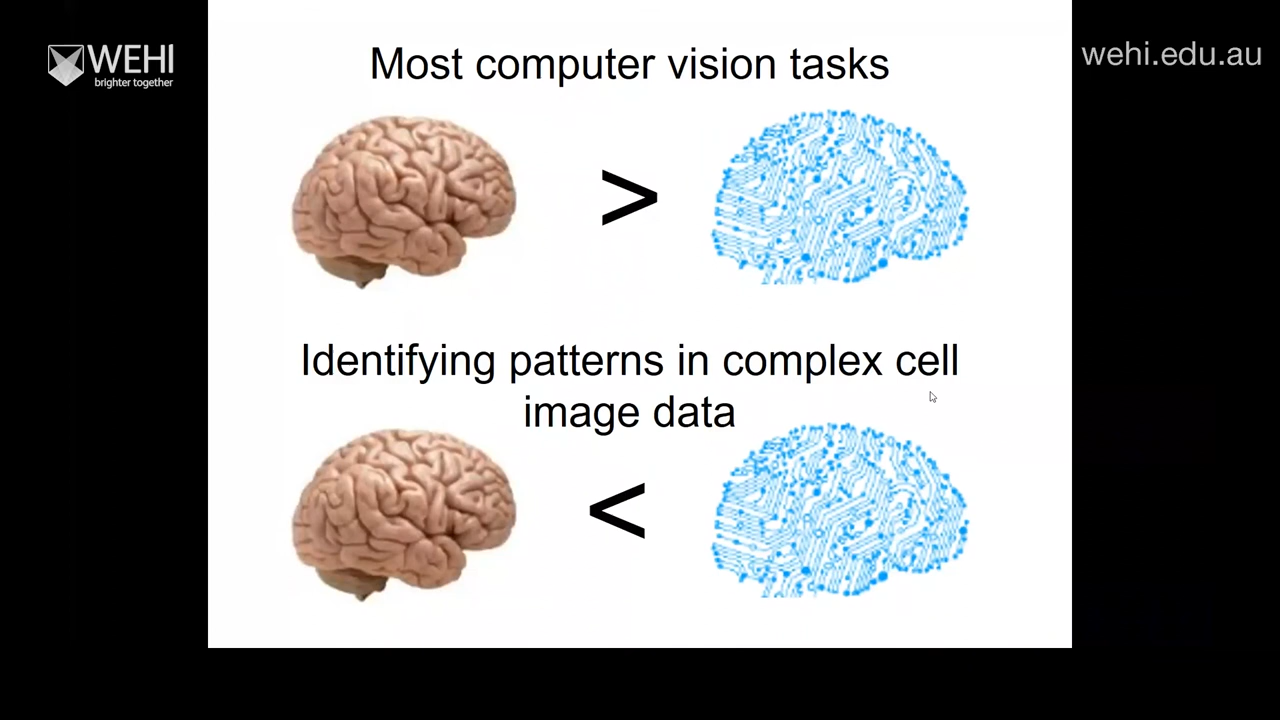 WEHI
brighter together
wehi.edu.au
Most computer vision tasks
>
Identifying patterns in complex cell
image data
<